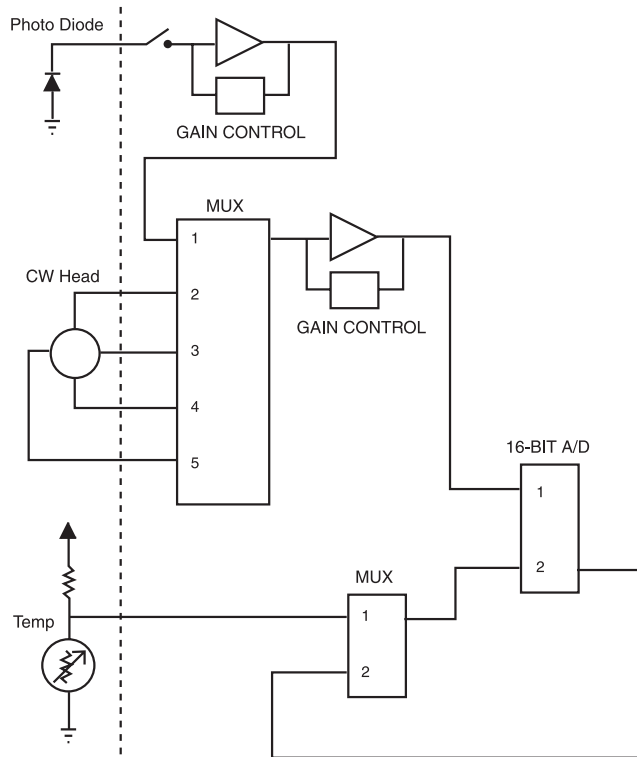 Photo Diode
GAIN CONTROL
MUX
1
CW Head
2
3
GAIN CONTROL
4
5
16-BIT A/D
1
2
MUX
Temp
1
2